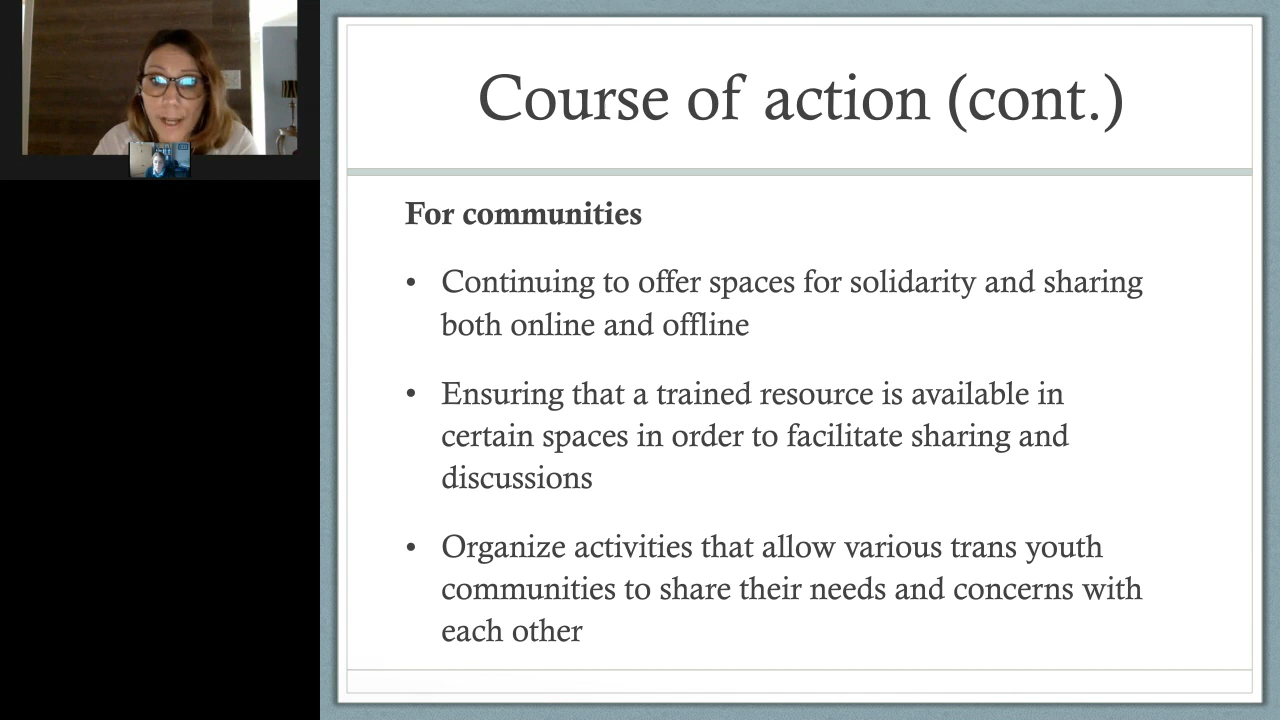 Course of action (cont.)
For communities
• Continuing to offer spaces for solidarity and sharing
both online and offline
• Ensuring that a trained resource is available in
certain spaces in order to facilitate sharing and
discussions
• Organize activities that allow various trans youth
communities to share their needs and concerns with
each other